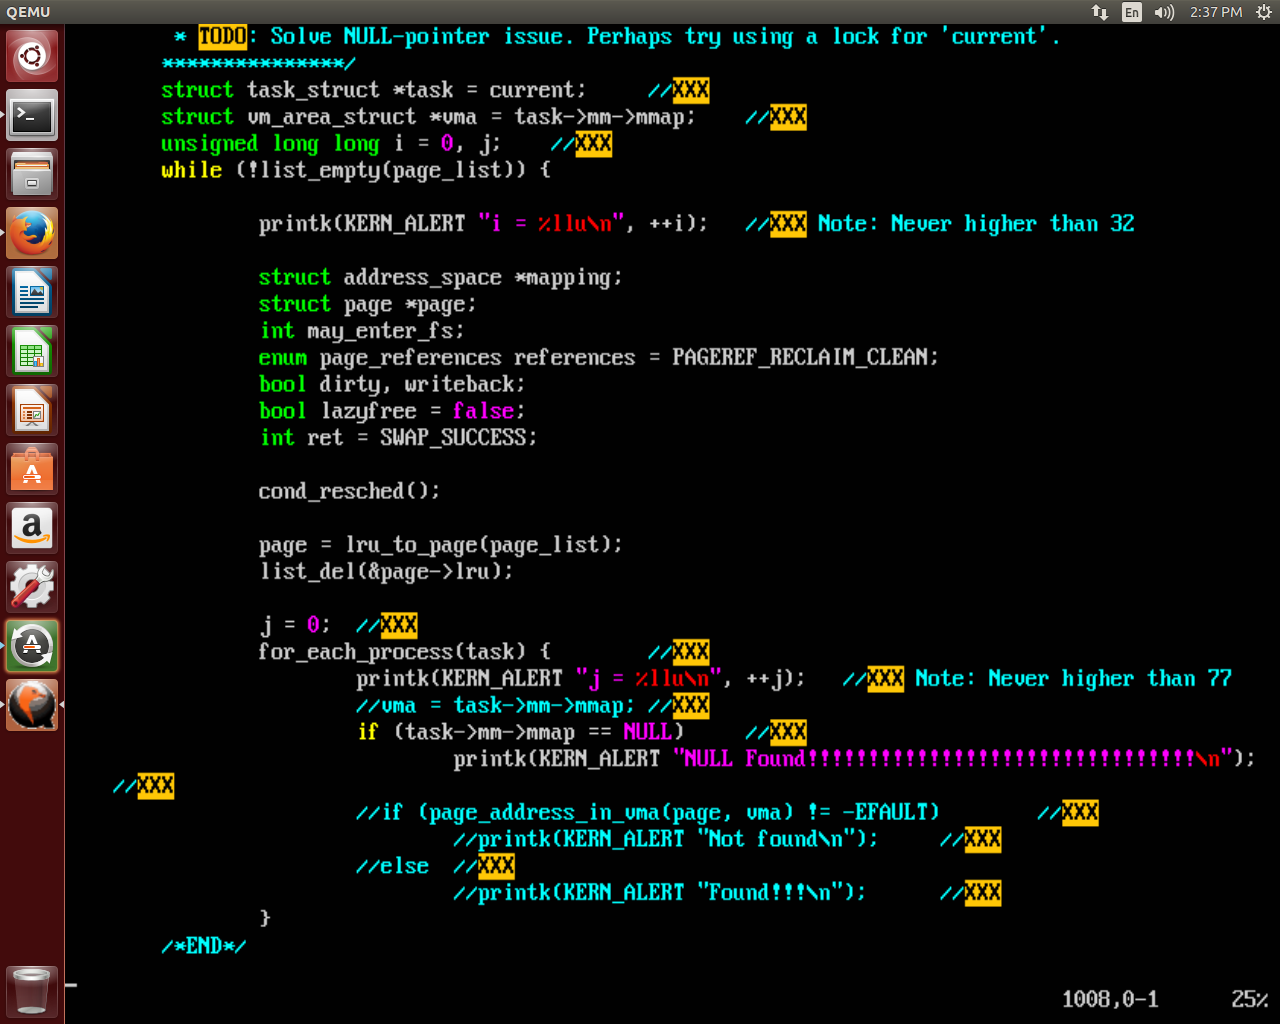 QEMU
En
2:37 PM
* TODO: Solve NULL-pointer issue. Perhaps try using a lock for 'current'.
***************/
struct task_struct *task = current;     //XXX
struct vm_area_struct *vma = task->mm->mmap;    //XXX
unsigned long long i = 0, j;    //XXX
while (!list_empty(page_list)) {
printk(KERN_ALERT "i = %llu\n", ++i);   //XXX Note: Never higher than 32
struct address_space *mapping;
struct page *page;
int may_enter_fs;
enum page_references references = PAGEREF_RECLAIM_CLEAN;
bool dirty, writeback;
bool lazyfree = false;
int ret = SWAP_SUCCESS;
cond_resched();
page = lru_to_page(page_list);
list_del(&page->lru);
j = 0;  //XXX
for_each_process(task) {        //XXX
printk(KERN_ALERT "j = %llu\n", ++j);   //XXX Note: Never higher than 77
//vma = task->mm->mmap; //XXX
if (task->mm->mmap == NULL)     //XXX
printk(KERN_ALERT "NULL Found!!!!!!!!!!!!!!!!!!!!!!!!!!!!!!!!\n");
//XXX
//if (page_address_in_vma(page, vma) != -EFAULT)        //XXX
//printk(KERN_ALERT "Not found\n");     //XXX
//else  //XXX
//printk(KERN_ALERT "Found!!!\n");      //XXX
}
/*END*/
1008,0-1      25%